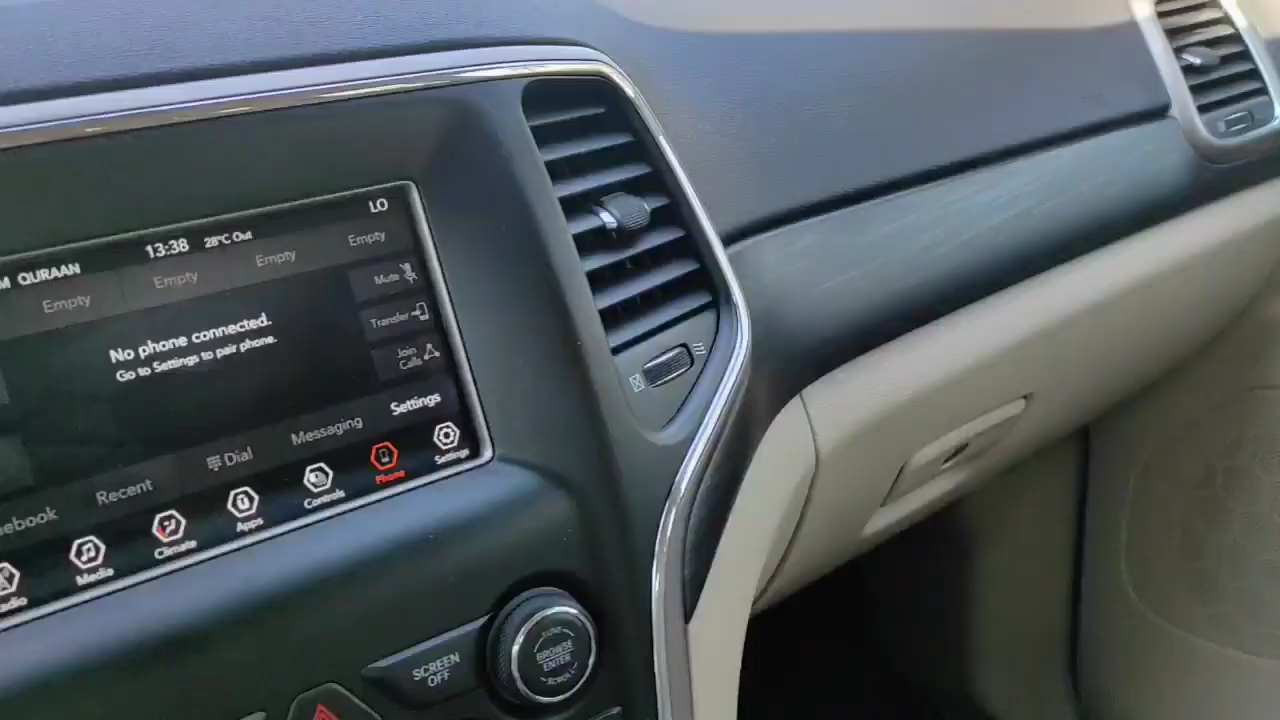 LO
M QURAAN 13:38 28°C Out
Empty Empty Empty Empty
Mute
No phone connected.
Go to Settings to pair phone.
Transfer
Join
Calls
Recent Dial Messaging Settings
Media Climate Apps Controls Phone Settings
SCREEN
OFF
BROWSE
ENTER
SCROLL